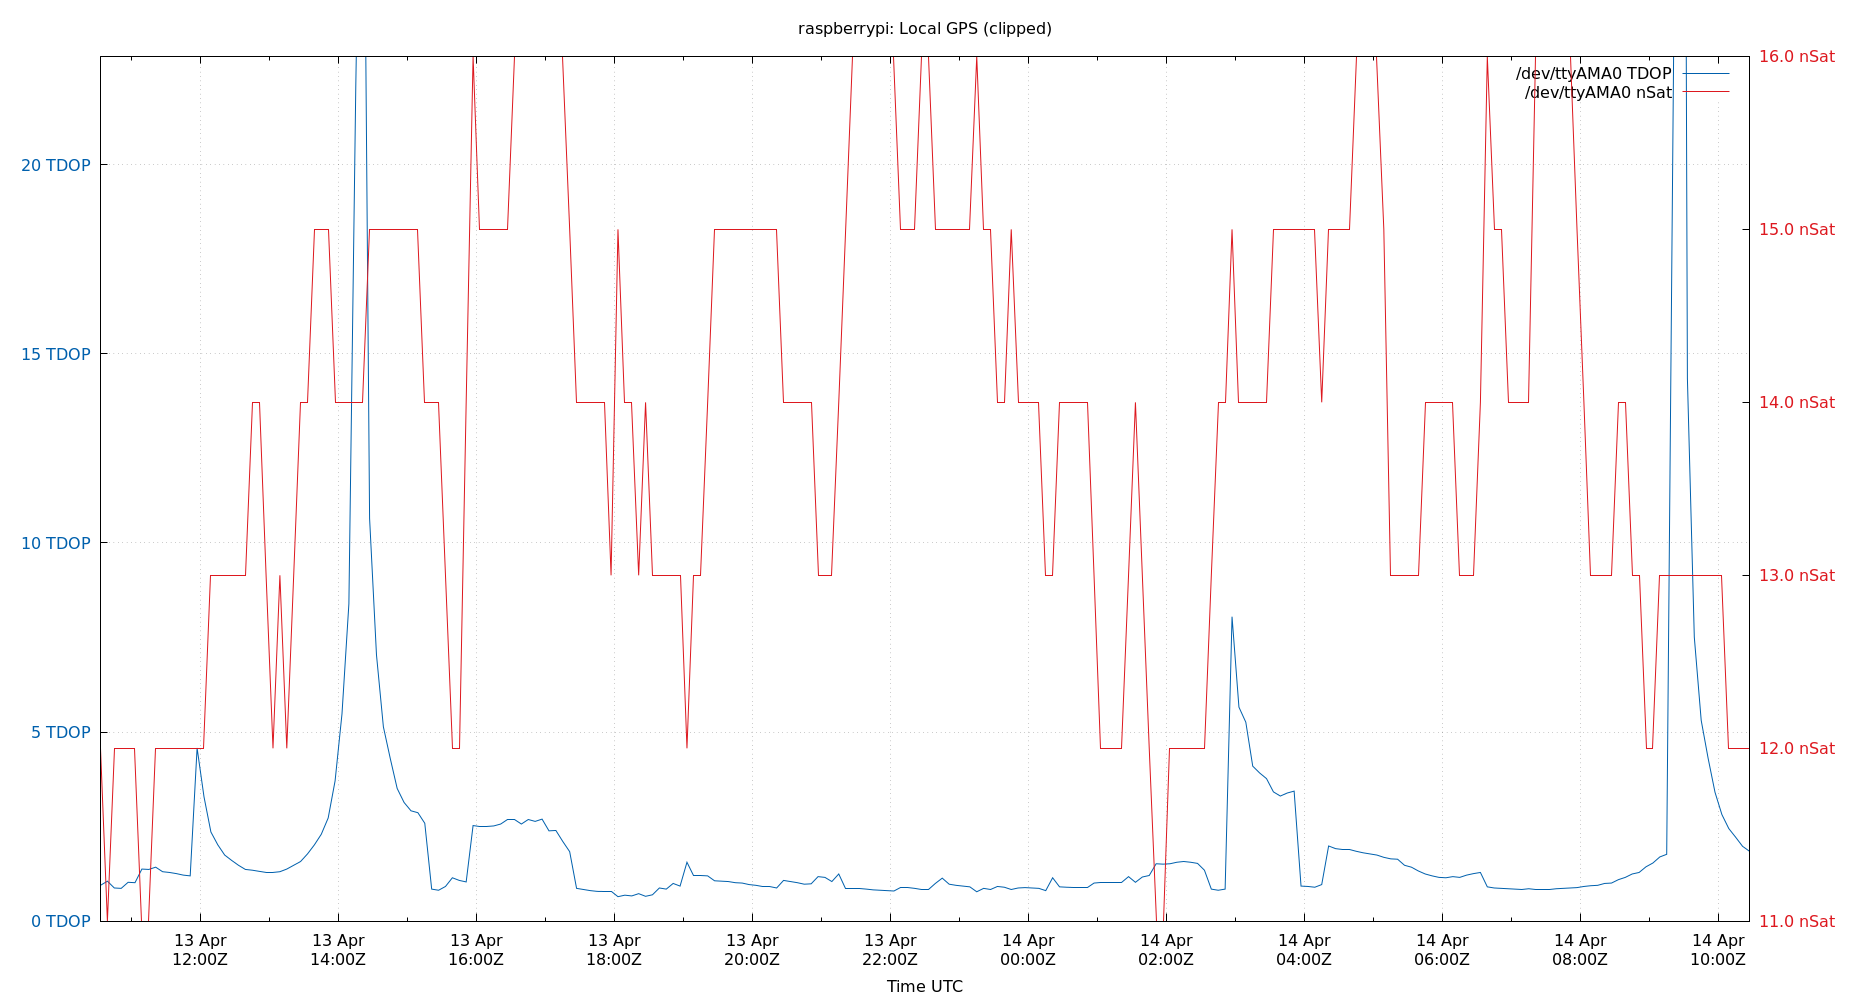 raspberrypi: Local GPS (clipped)
/dev/ttyAMA0 TDOP
/dev/ttyAMA0 nSat
20 TDOP
15 TDOP
10 TDOP
5 TDOP
0 TDOP
16.0 nSat
15.0 nSat
14.0 nSat
13.0 nSat
12.0 nSat
11.0 nSat
13 Apr 13 Apr 13 Apr 13 Apr 13 Apr 13 Apr 14 Apr 14 Apr 14 Apr 14 Apr 14 Apr 14 Apr
12:00Z 14:00Z 16:00Z 18:00Z 20:00Z 22:00Z 00:00Z 02:00Z 04:00Z 06:00Z 08:00Z 10:00Z
Time UTC